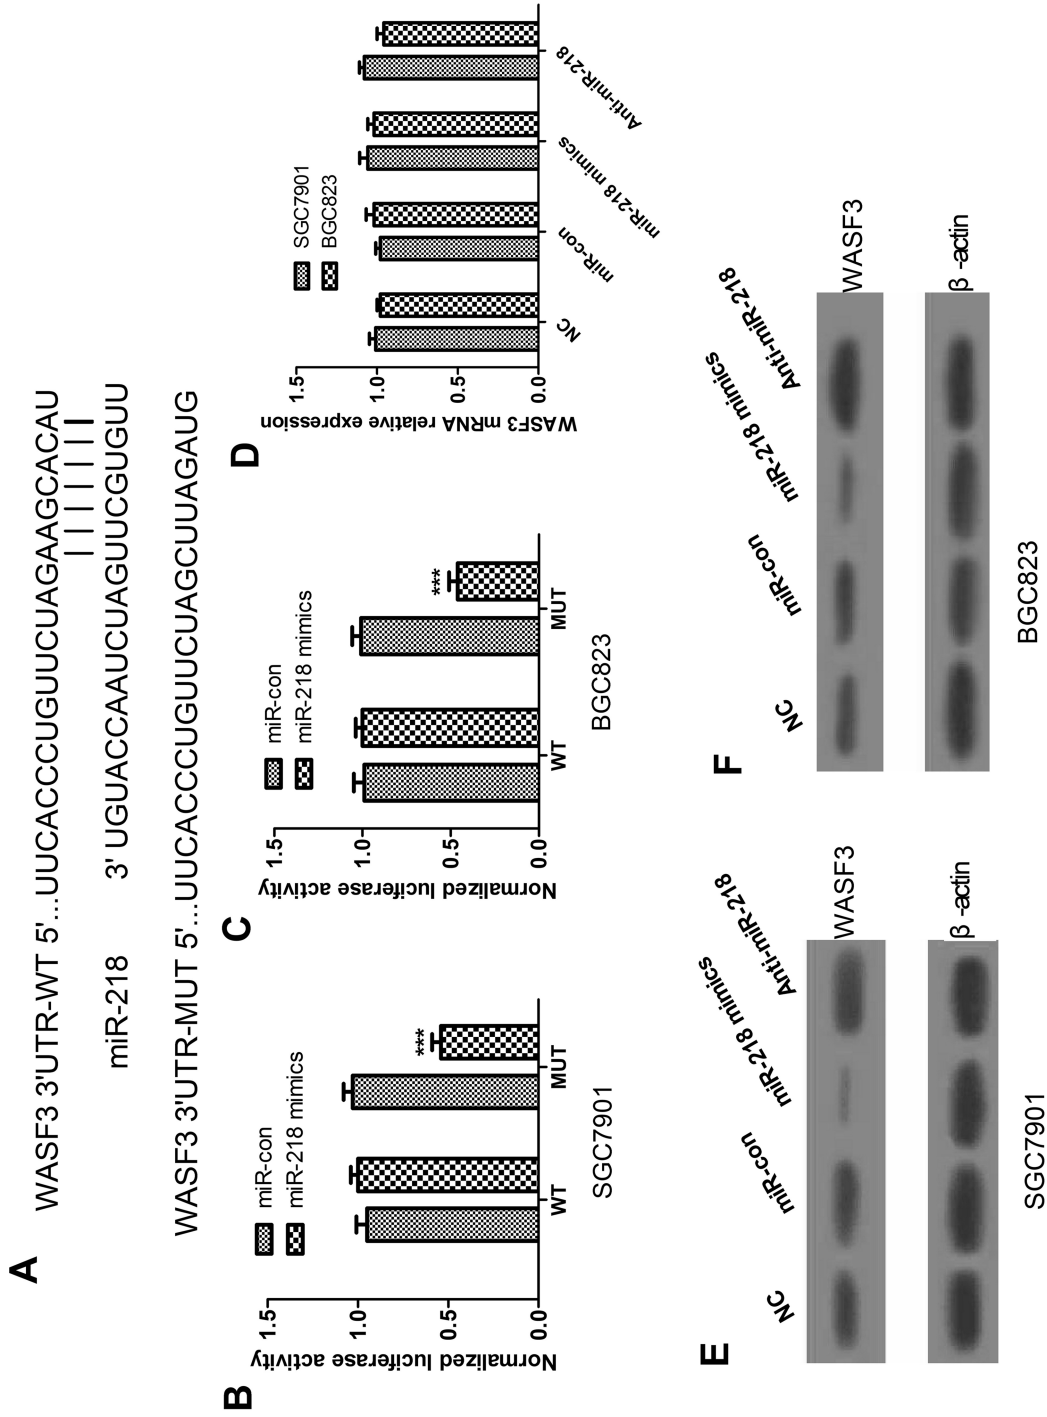 A
WASF3 3'UTR-WT 5'...UUCACCCUGUUCUAGAAGCACAU
miR-218 3' UGUACCAAUCUAGUUCGUGUU
WASF3 3'UTR-MUT 5'...UUCACCCUGUUCUAGCUUAGAUG
B
Normalized luciferase activity
1.5
1.0
0.5
0.0
miR-con
miR-218 mimics
***
WT
MUT
SGC7901
C
Normalized luciferase activity
1.5
1.0
0.5
0.0
miR-con
miR-218 mimics
***
WT
MUT
BGC823
D
WASF3 mRNA relative expression
1.5
1.0
0.5
0.0
SGC7901
BGC823
NC
miR-con
miR-218 mimics
Anti-miR-218
E
NC
miR-con
miR-218 mimics
Anti-miR-218
WASF3
β -actin
SGC7901
F
NC
miR-con
miR-218 mimics
Anti-miR-218
WASF3
β -actin
BGC823